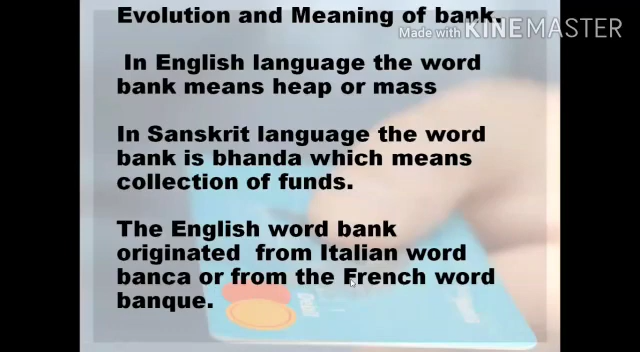 Evolution and Meaning of bank.
Made with KINEMASTER
In English language the word
bank means heap or mass
In Sanskrit language the word
bank is bhanda which means
collection of funds.
The English word bank
originated from Italian word
banca or from the French word
banque.